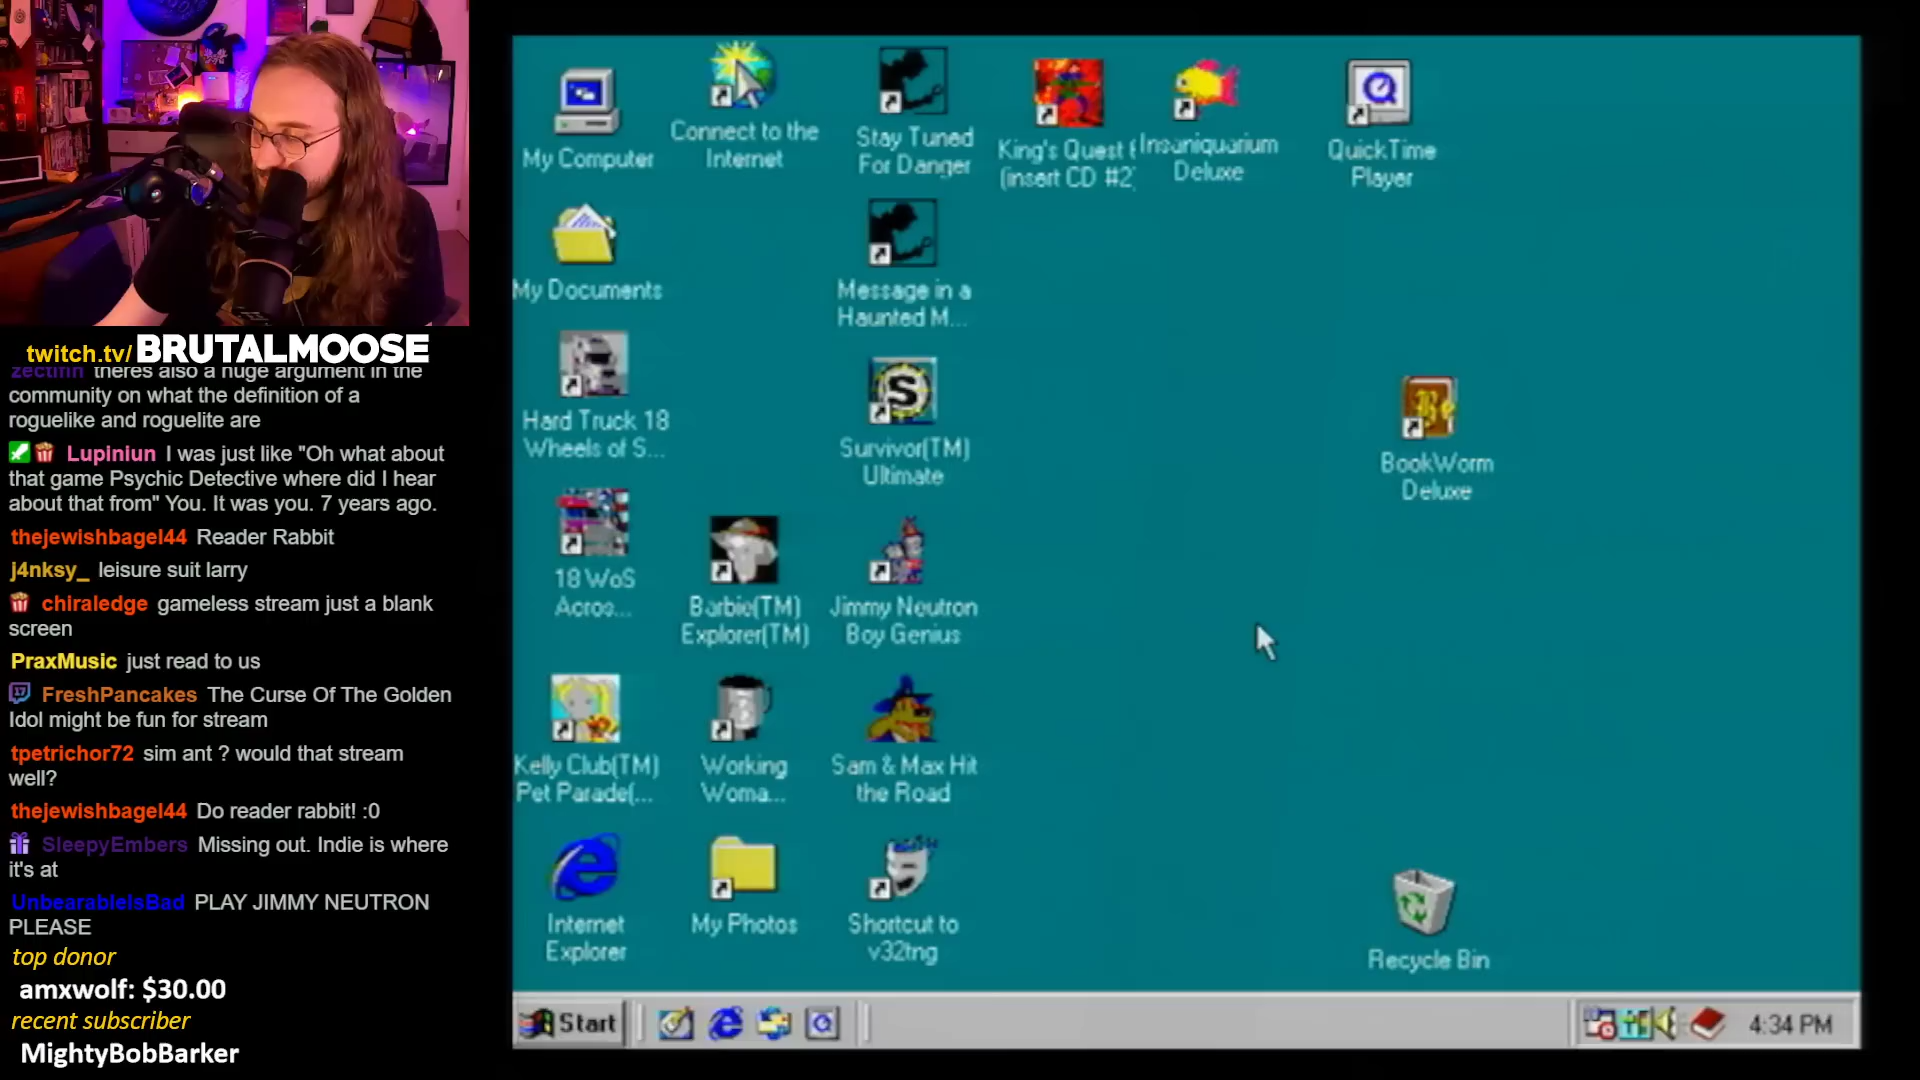 twitch.tv/BRUTALMOOSE
zectinn theres also a huge argument in the
community on what the definition of a
roguelike and roguelite are
Lupiniun I was just like "Oh what about
that game Psychic Detective where did I hear
about that from" You. It was you. 7 years ago.
thejewishbagel44 Reader Rabbit
j4nksy_ leisure suit larry
chiraledge gameless stream just a blank
screen
PraxMusic just read to us
17 FreshPancakes The Curse Of The Golden
Idol might be fun for stream
tpetrichor72 sim ant ? would that stream
well?
thejewishbagel44 Do reader rabbit! :0
SleepyEmbers Missing out. Indie is where
it's at
UnbearableIsBad PLAY JIMMY NEUTRON
PLEASE
top donor
amxwolf: $30.00
recent subscriber
MightyBobBarker
My Computer
Connect to the
Internet
Stay Tuned
For Danger
King's Quest 6
(insert CD #2)
Insaniquarium
Deluxe
QuickTime
Player
My Documents
Message in a
Haunted M...
Hard Truck 18
Wheels of S...
S
Survivor(TM)
Ultimate
BookWorm
Deluxe
18 WoS
Acros...
Barbie(TM)
Explorer(TM)
Jimmy Neutron
Boy Genius
Kelly Club(TM)
Pet Parade(...
Working
Woma...
Sam & Max Hit
the Road
Internet
Explorer
My Photos
Shortcut to
v32tng
Recycle Bin
Start
4:34 PM